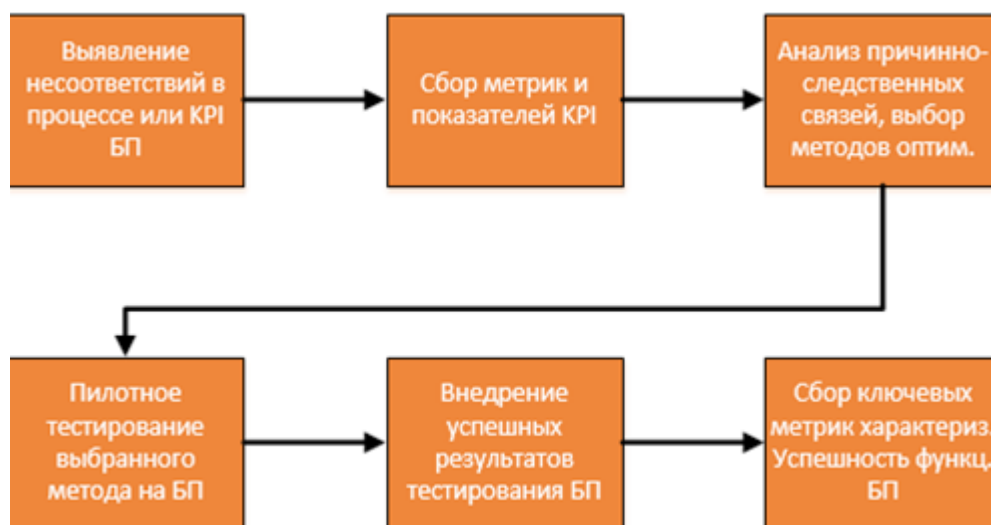 Выявление
несоответствий в
процессе или KPI
БП
Сбор метрик и
показателей KPI
Анализ причинно-
следственных
связей, выбор
методов оптим.
Пилотное
тестирование
выбранного
метода на БП
Внедрение
успешных
результатов
тестирования БП
Сбор ключевых
метрик характериз.
Успешность функц.
БП